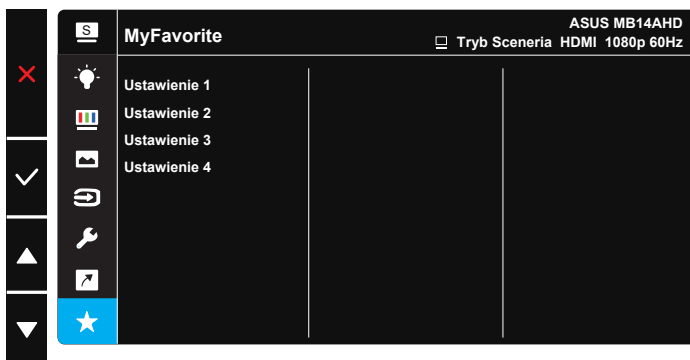 S
MyFavorite
ASUS MB14AHD
Tryb Sceneria HDMI 1080p 60Hz
Ustawienie 1
Ustawienie 2
Ustawienie 3
Ustawienie 4